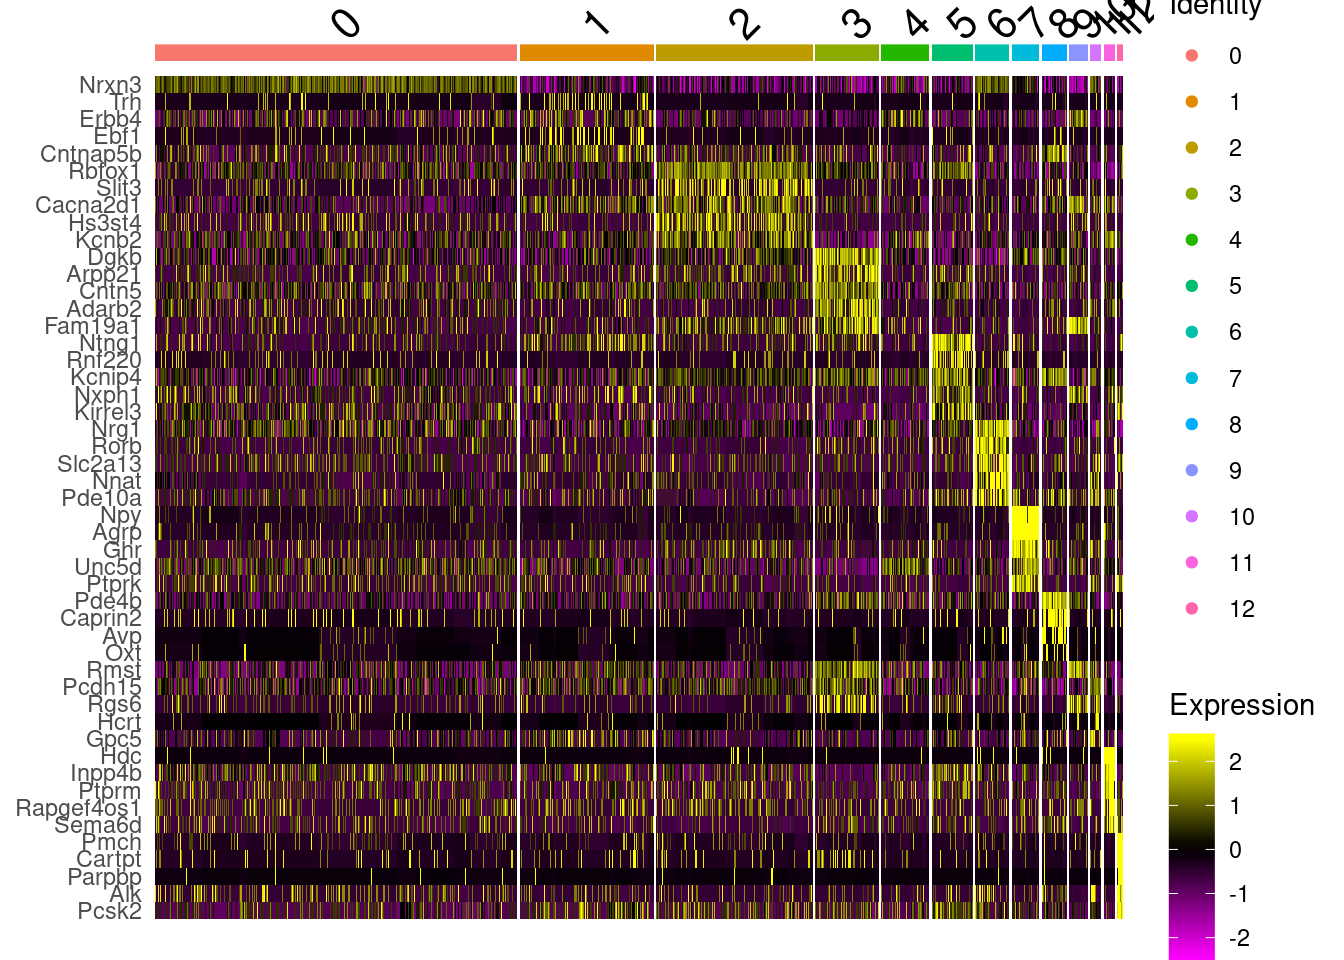 0 1 2 3 4 5 6 7 8 9 10 11 12
Identity
0
1
2
3
4
5
6
7
8
9
10
11
12
Nrxn3
Trh
Erbb4
Ebf1
Cntnap5b
Rbfox1
Slit3
Cacna2d1
Hs3st4
Kcnb2
Dgkb
Arpp21
Cntn5
Adarb2
Fam19a1
Ntng1
Rnf220
Kcnip4
Nxph1
Kirrel3
Nrg1
Rorb
Slc2a13
Nnat
Pde10a
Npy
Agrp
Ghr
Unc5d
Ptprk
Pde4b
Caprin2
Avp
Oxt
Rmst
Pcdh15
Rgs6
Hcrt
Gpc5
Hdc
Inpp4b
Ptprm
Rapgef4os1
Sema6d
Pmch
Cartpt
Parpbp
Alk
Pcsk2
Expression
2
1
0
-1
-2